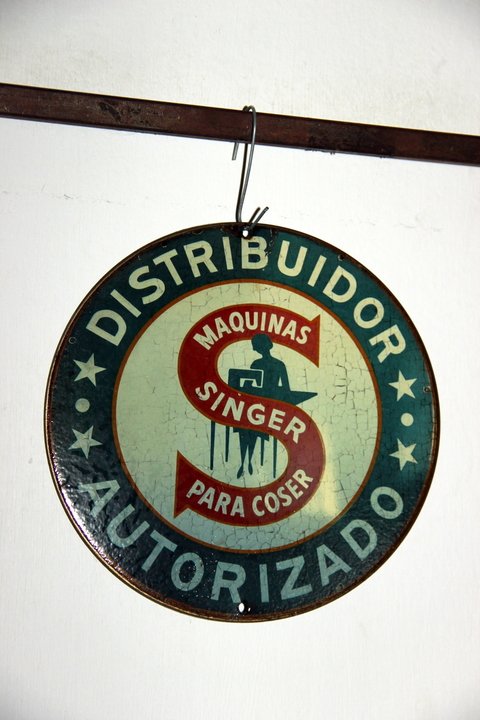 DISTRIBUIDOR
MAQUINAS
SINGER
PARA COSER
AUTORIZADO